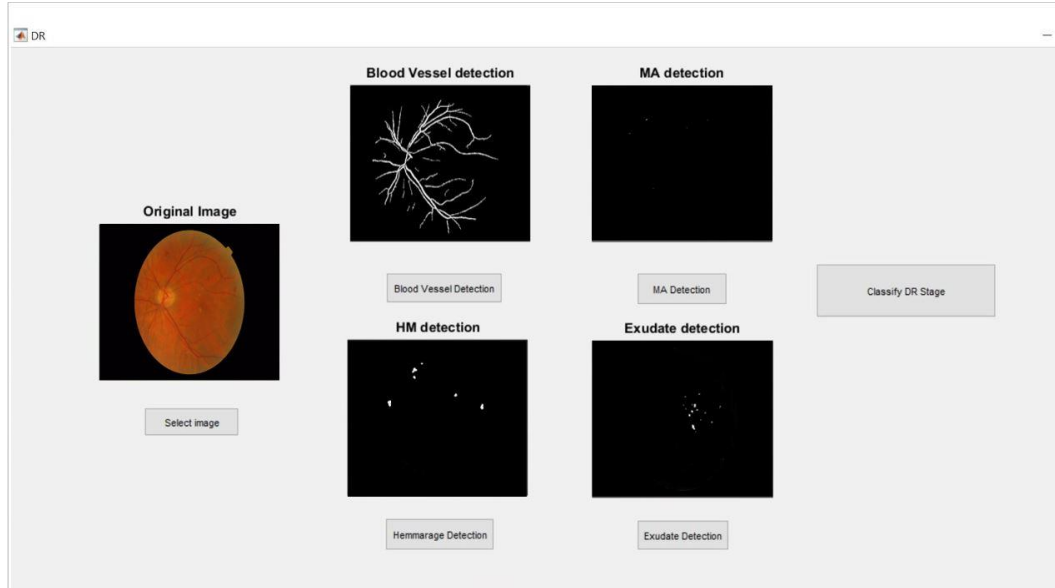 DR
Blood Vessel detection
MA detection
Original Image
Blood Vessel Detection
MA Detection
Classify DR Stage
HM detection
Exudate detection
Select image
Hemmarage Detection
Exudate Detection